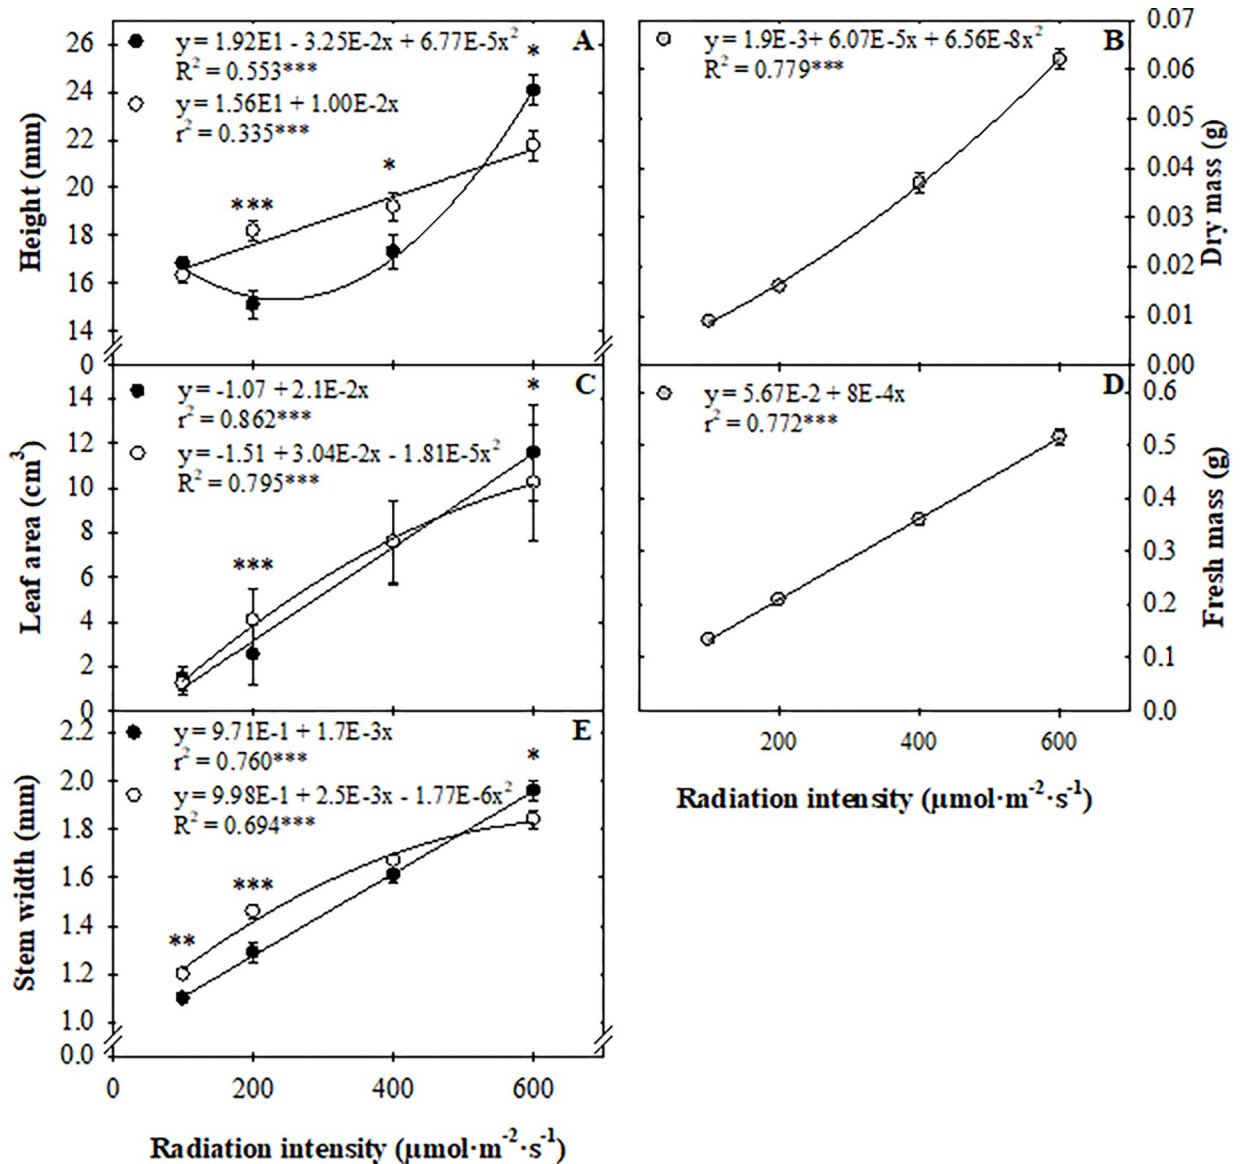 y = 1.92E1 - 3.25E-2x + 6.77E-5x²
R² = 0.553***
y = 1.56E1 + 1.00E-2x
r² = 0.335***
A
*
*
***
26
24
22
20
18
16
14
0
Height (mm)
y = 1.9E-3+ 6.07E-5x + 6.56E-8x²
R² = 0.779***
B
0.07
0.06
0.05
0.04
0.03
0.02
0.01
0.00
Dry mass (g)
y = -1.07 + 2.1E-2x
r² = 0.862***
y = -1.51 + 3.04E-2x - 1.81E-5x²
R² = 0.795***
C
*
***
14
12
10
8
6
4
2
0
Leaf area (cm³)
y = 5.67E-2 + 8E-4x
r² = 0.772***
D
0.6
0.5
0.4
0.3
0.2
0.1
0.0
Fresh mass (g)
200 400 600
Radiation intensity (µmol·m⁻²·s⁻¹)
y = 9.71E-1 + 1.7E-3x
r² = 0.760***
y = 9.98E-1 + 2.5E-3x - 1.77E-6x²
R² = 0.694***
E
*
***
**
2.2
2.0
1.8
1.6
1.4
1.2
1.0
0.0
Stem width (mm)
0 200 400 600
Radiation intensity (µmol·m⁻²·s⁻¹)